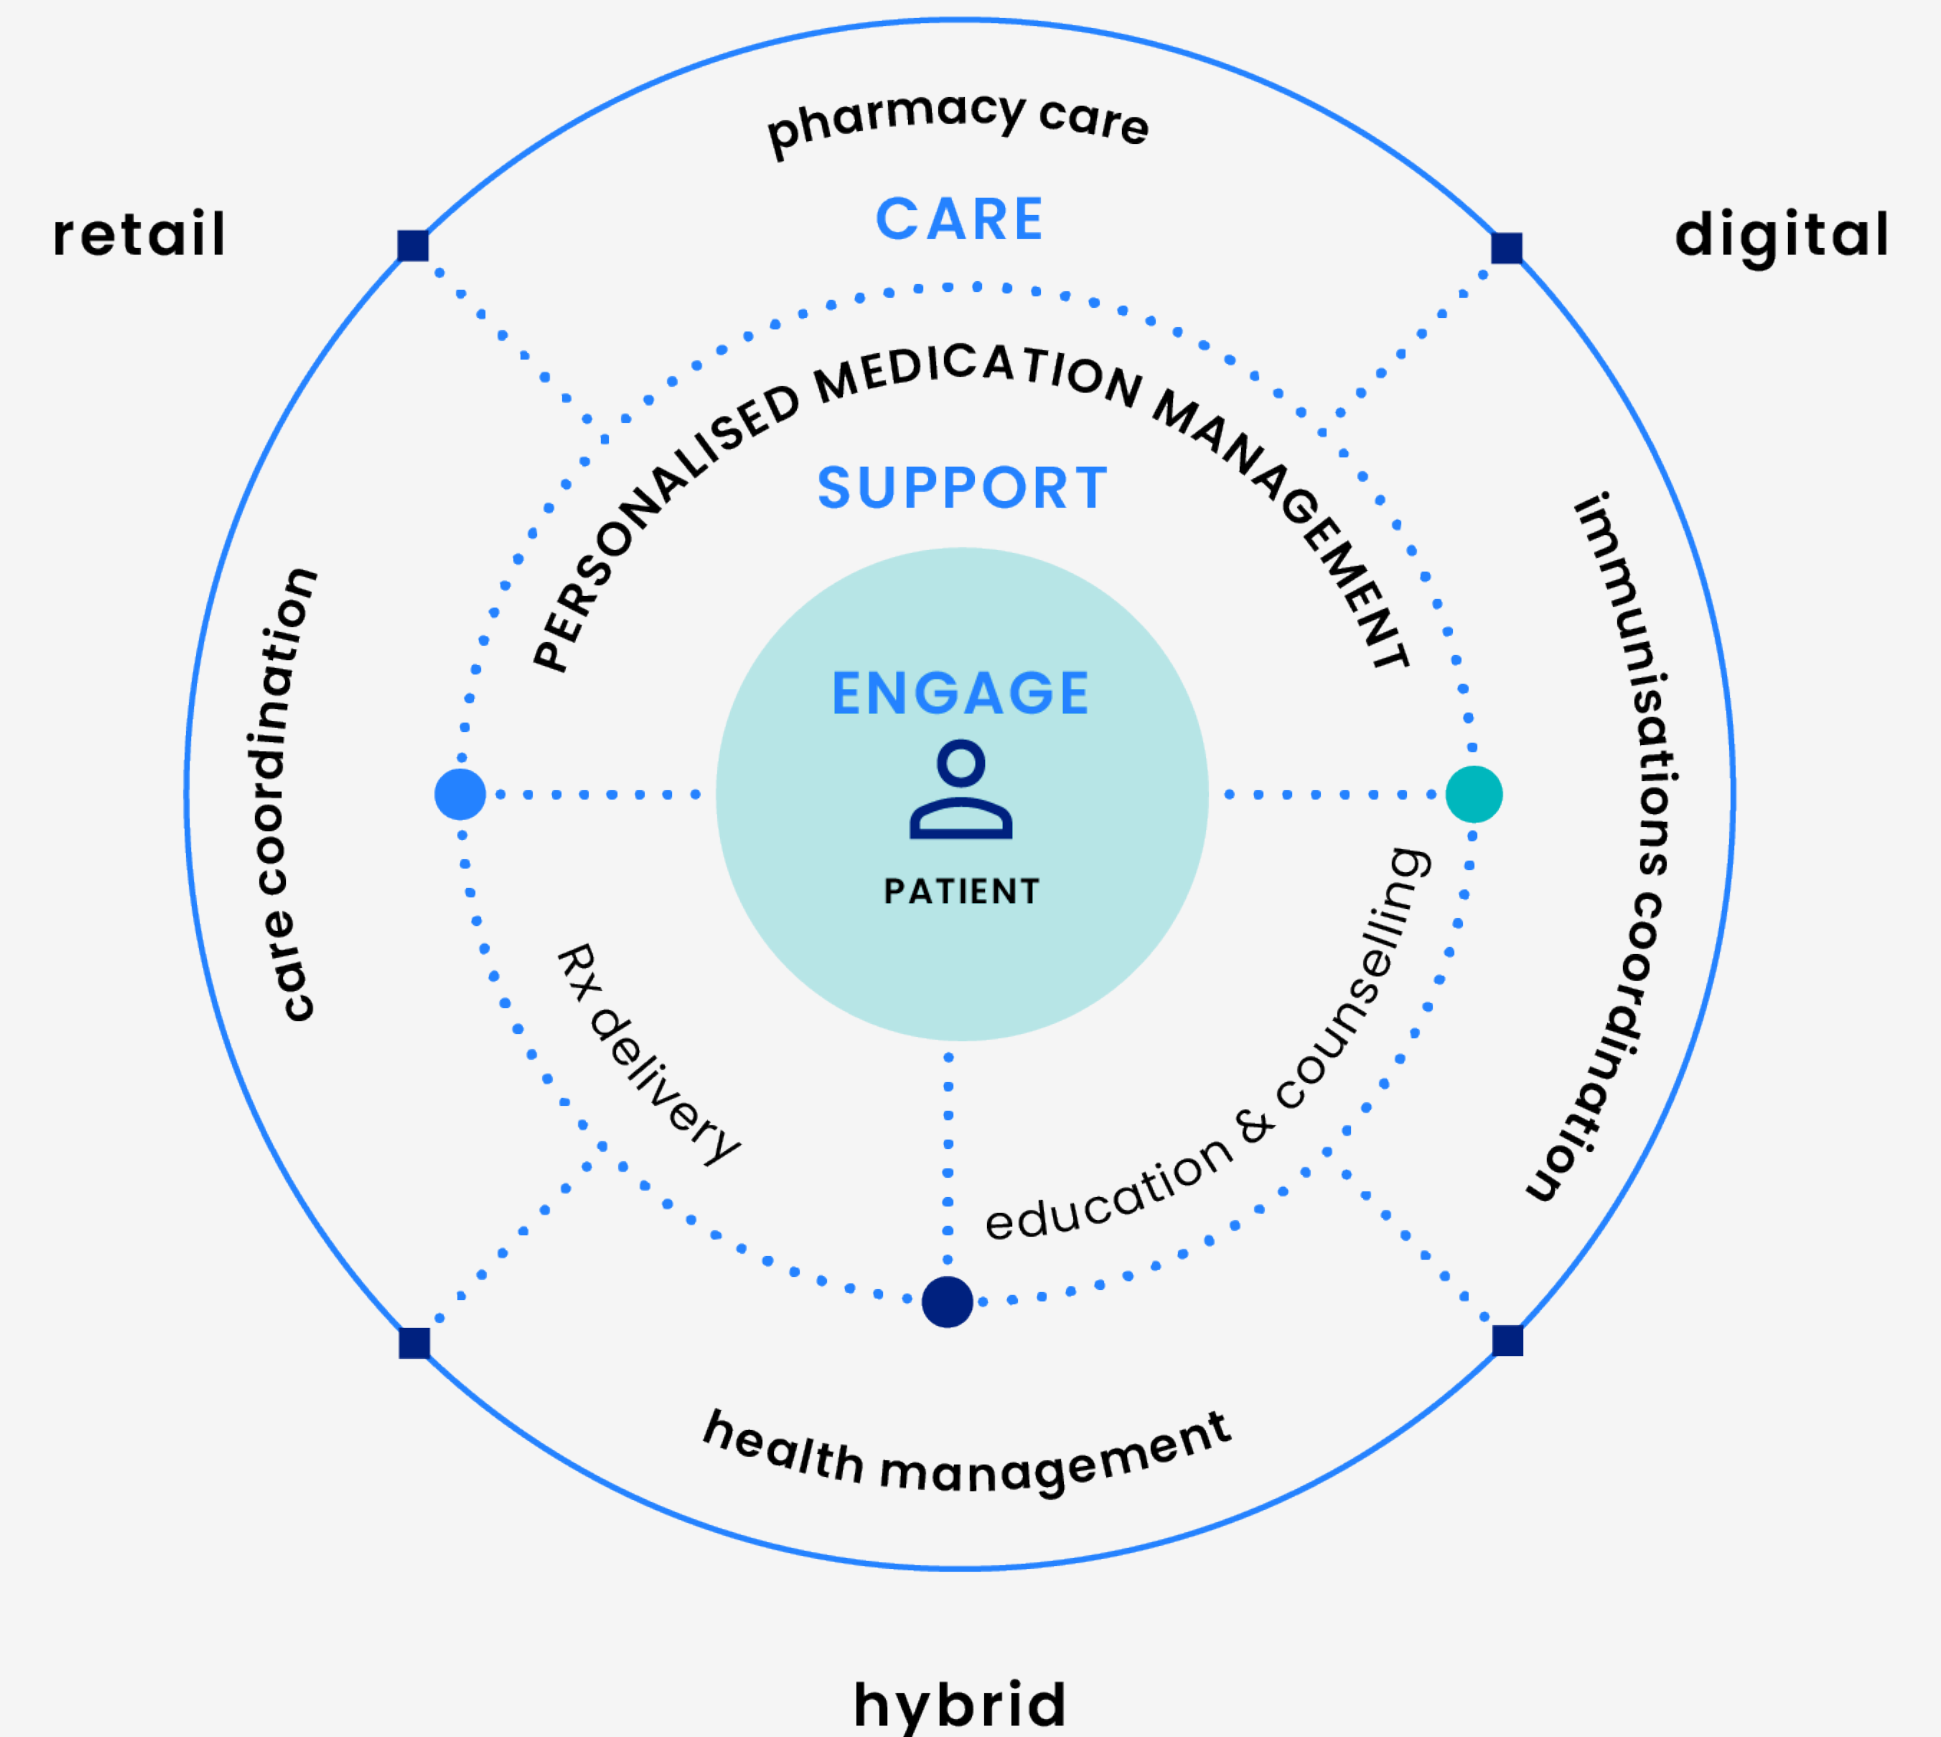 pharmacy care
retail
CARE
digital
PERSONALISED MEDICATION MANAGEMENT
SUPPORT
care coordination
immunisations coordination
ENGAGE
PATIENT
Rx delivery
education & counselling
health management
hybrid